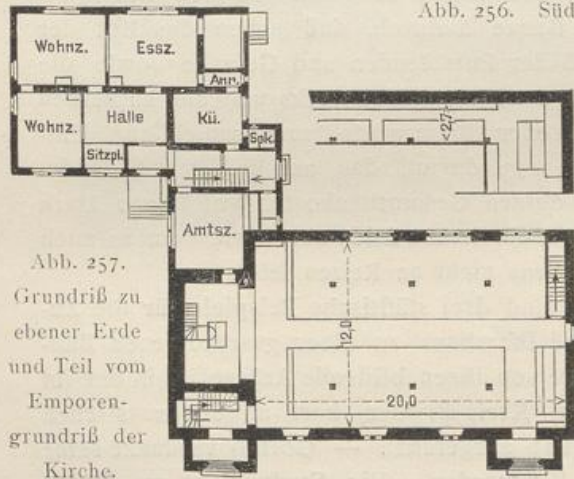 Abb. 256. Süd
Wohnz.
Essz.
Anr.
Wohnz.
Halle
Kü.
Spk.
Sitzpl.
2,7
Amtsz.
Abb. 257.
Grundriß zu
ebener Erde
und Teil vom
Emporen-
grundriß der
Kirche.
12,0
20,0